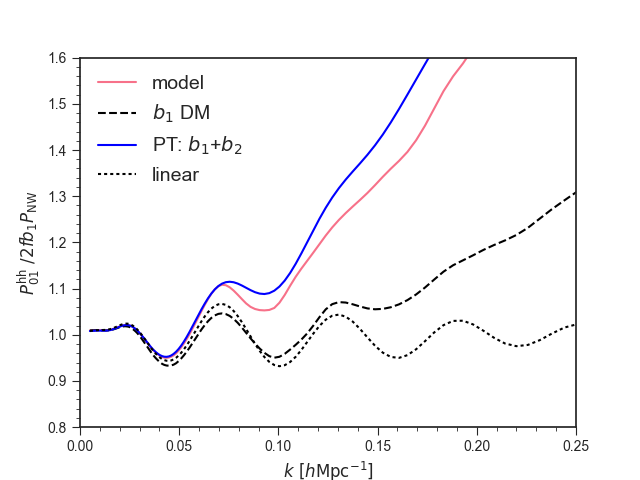 1.6
1.5
1.4
1.3
1.2
1.1
1.0
0.9
0.8
0.00
0.05
0.10
0.15
0.20
0.25
model
b₁ DM
PT: b₁+b₂
linear
P₀₁ʰʰ /2fb₁P_NW
k [hMpc⁻¹]